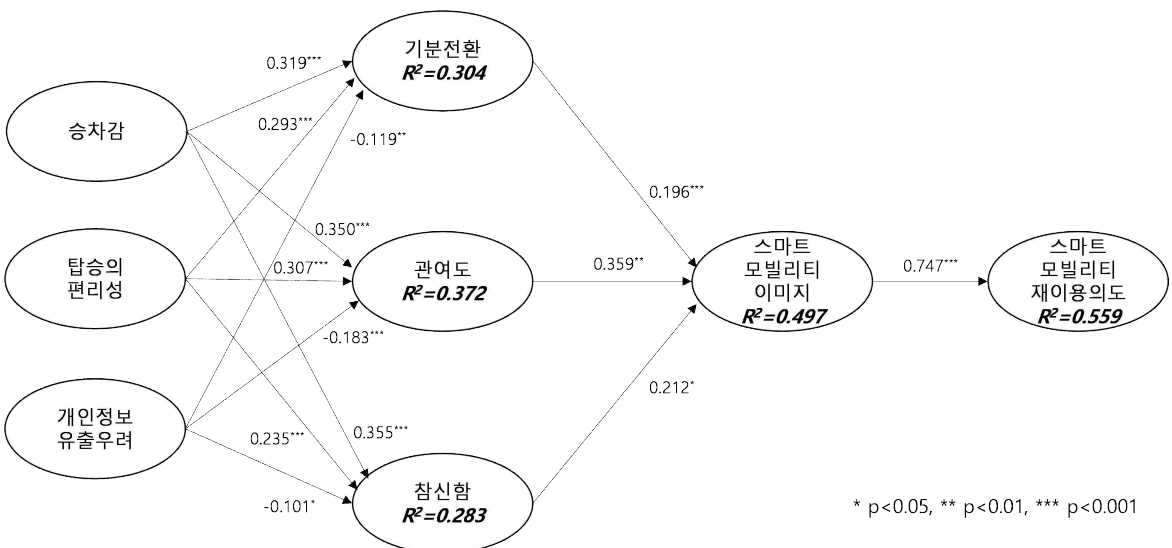 기분전환
R²=0.304
0.319***
승차감
0.293***
-0.119**
0.196***
0.350***
탑승의
편리성
0.307***
관여도
R²=0.372
0.359**
스마트
모빌리티
이미지
R²=0.497
0.747***
스마트
모빌리티
재이용의도
R²=0.559
-0.183***
0.212*
개인정보
유출우려
0.235***
0.355***
-0.101*
참신함
R²=0.283
* p<0.05, ** p<0.01, *** p<0.001